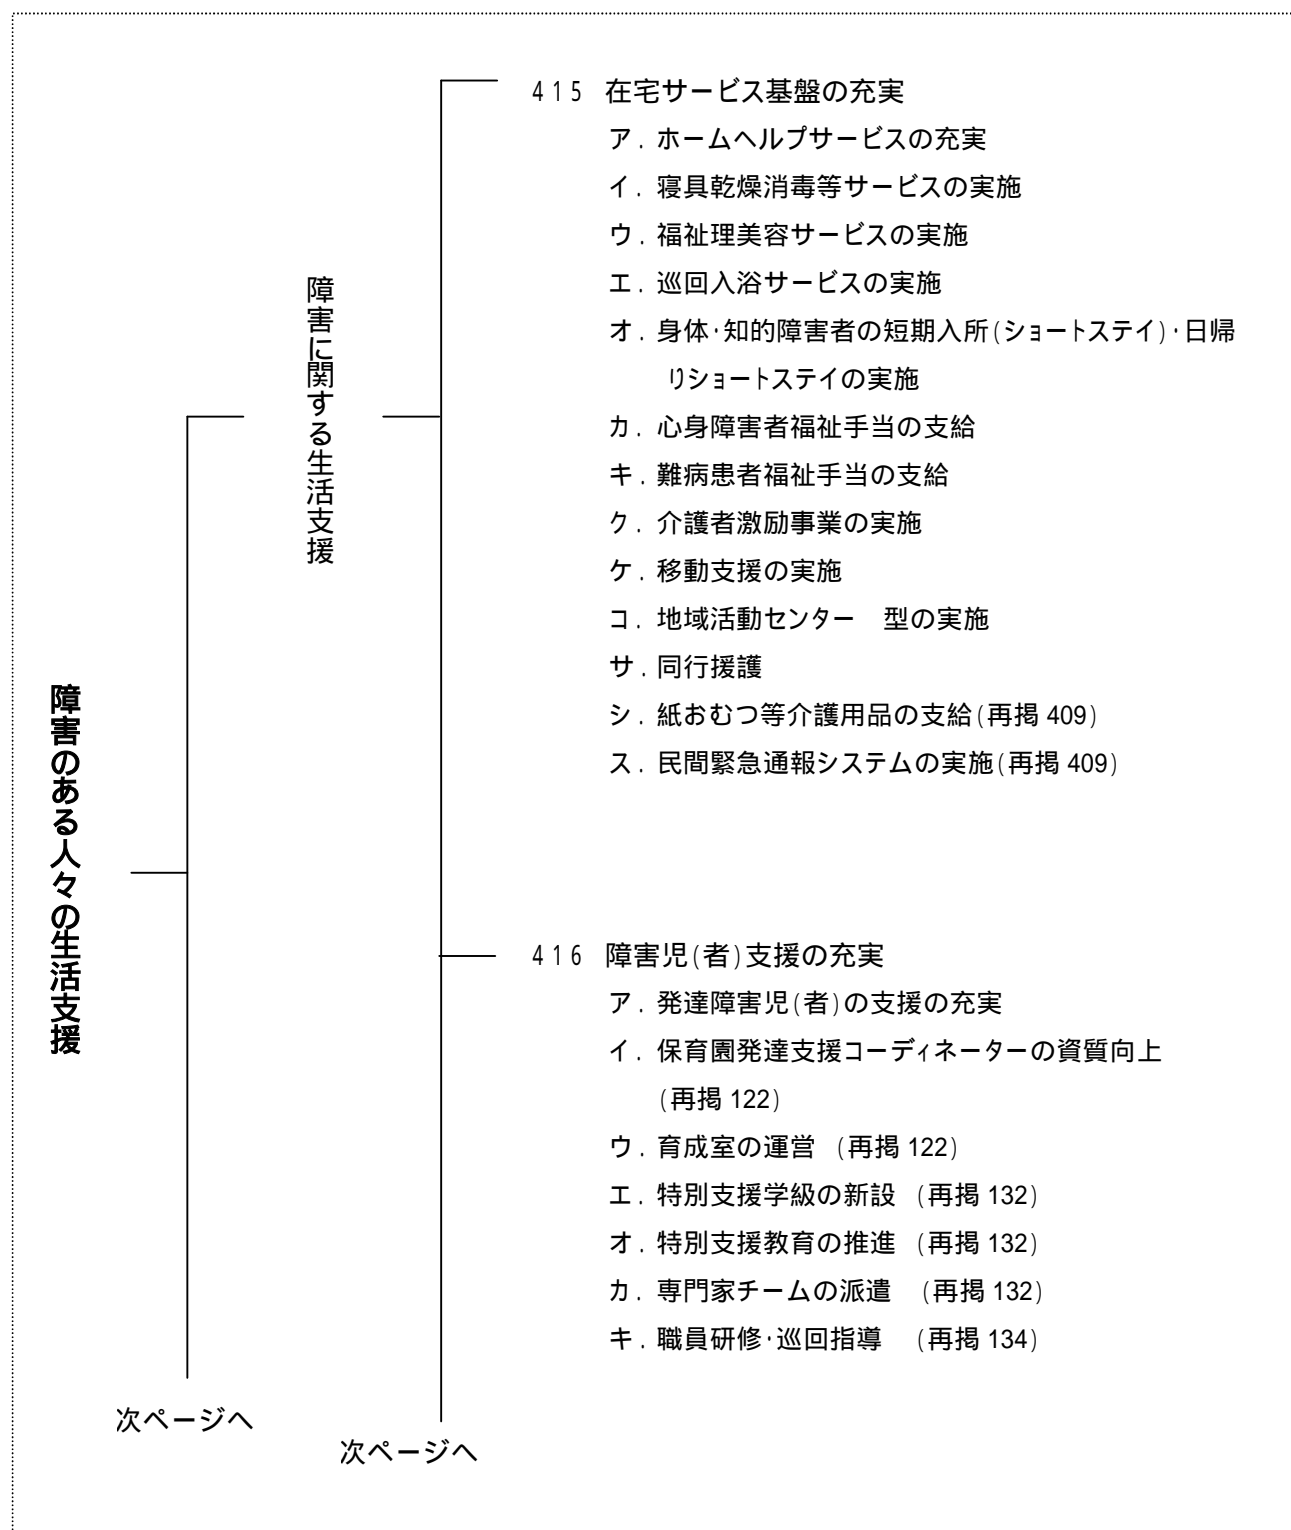 障害のある人々の生活支援
障害に関する生活支援
415 在宅サービス基盤の充実
ア. ホームヘルプサービスの充実
イ. 寝具乾燥消毒等サービスの実施
ウ. 福祉理美容サービスの実施
エ. 巡回入浴サービスの実施
オ. 身体・知的障害者の短期入所(ショートステイ)・日帰
りショートステイの実施
カ. 心身障害者福祉手当の支給
キ. 難病患者福祉手当の支給
ク. 介護者激励事業の実施
ケ. 移動支援の実施
コ. 地域活動センター　型の実施
サ. 同行援護
シ. 紙おむつ等介護用品の支給(再掲 409)
ス. 民間緊急通報システムの実施(再掲 409)
416 障害児(者)支援の充実
ア. 発達障害児(者)の支援の充実
イ. 保育園発達支援コーディネーターの資質向上
(再掲 122)
ウ. 育成室の運営 (再掲 122)
エ. 特別支援学級の新設 (再掲 132)
オ. 特別支援教育の推進 (再掲 132)
カ. 専門家チームの派遣 (再掲 132)
キ. 職員研修・巡回指導 (再掲 134)
次ページへ
次ページへ